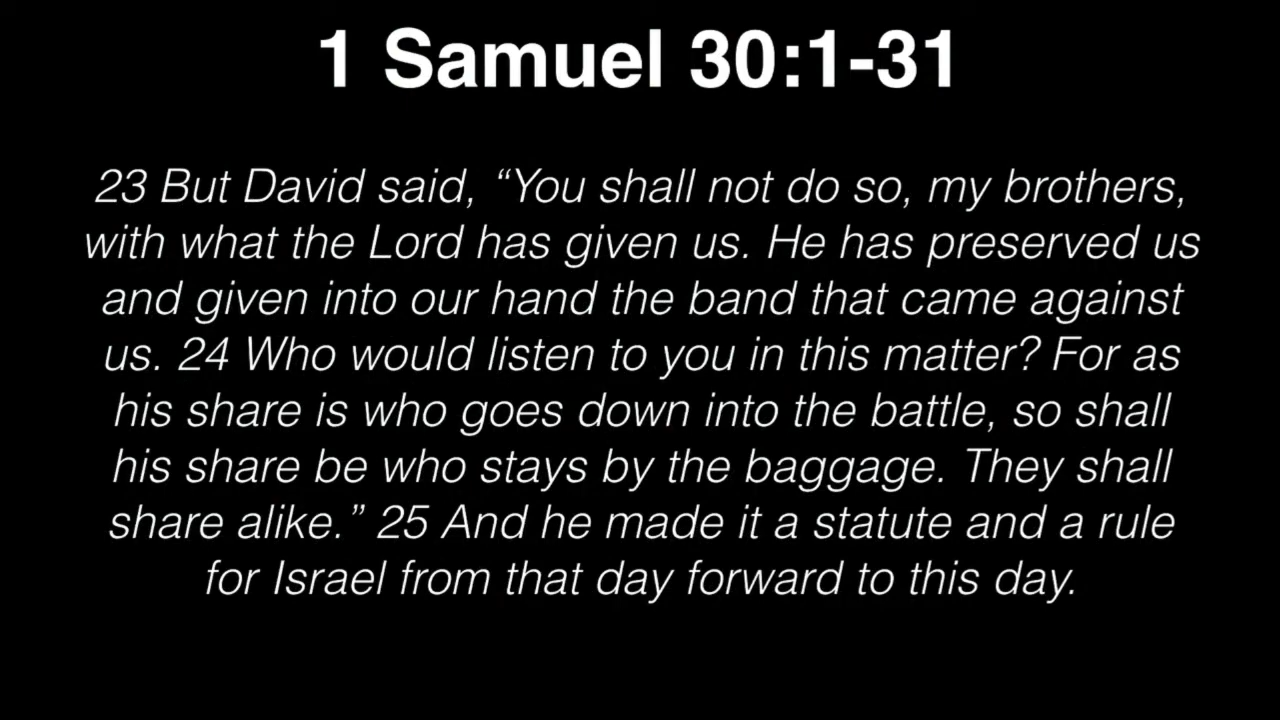 1 Samuel 30:1-31
23 But David said, “You shall not do so, my brothers,
with what the Lord has given us. He has preserved us
and given into our hand the band that came against
us. 24 Who would listen to you in this matter? For as
his share is who goes down into the battle, so shall
his share be who stays by the baggage. They shall
share alike.” 25 And he made it a statute and a rule
for Israel from that day forward to this day.